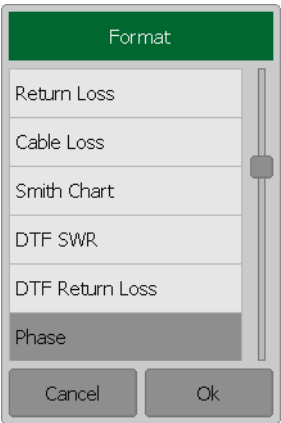 Format
Return Loss
Cable Loss
Smith Chart
DTF SWR
DTF Return Loss
Phase
Cancel
Ok